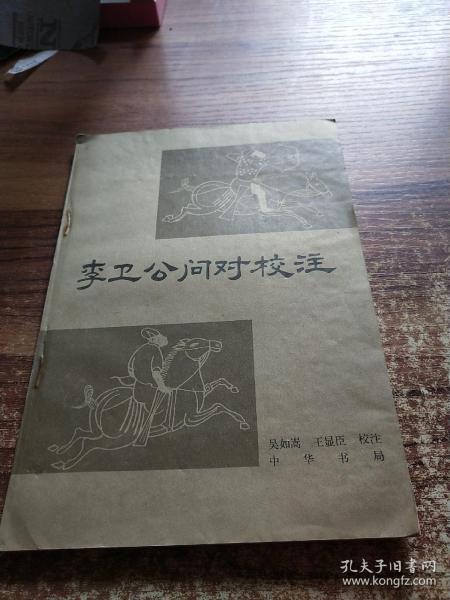 李卫公问对校注
吴如嵩 王显臣 校注
中华书局
孔夫子旧书网
www.kongfz.com